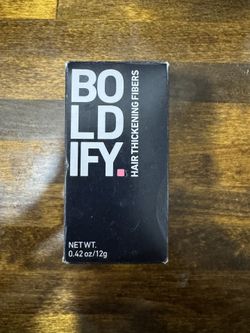 BO
LD
IFY.
HAIR THICKENING FIBERS
NET WT.
0.42 oz/12g